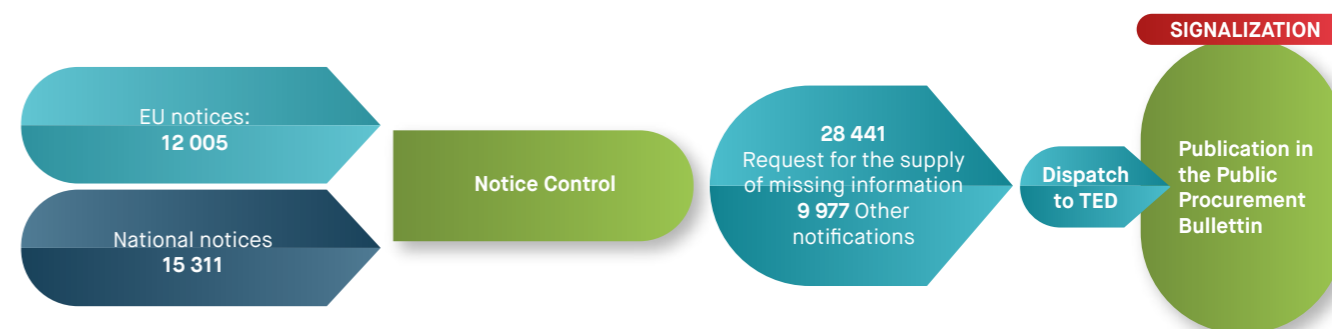 SIGNALIZATION
EU notices:
12 005
National notices
15 311
Notice Control
28 441
Request for the supply
of missing information
9 977 Other
notifications
Dispatch
to TED
Publication in
the Public
Procurement
Bullettin